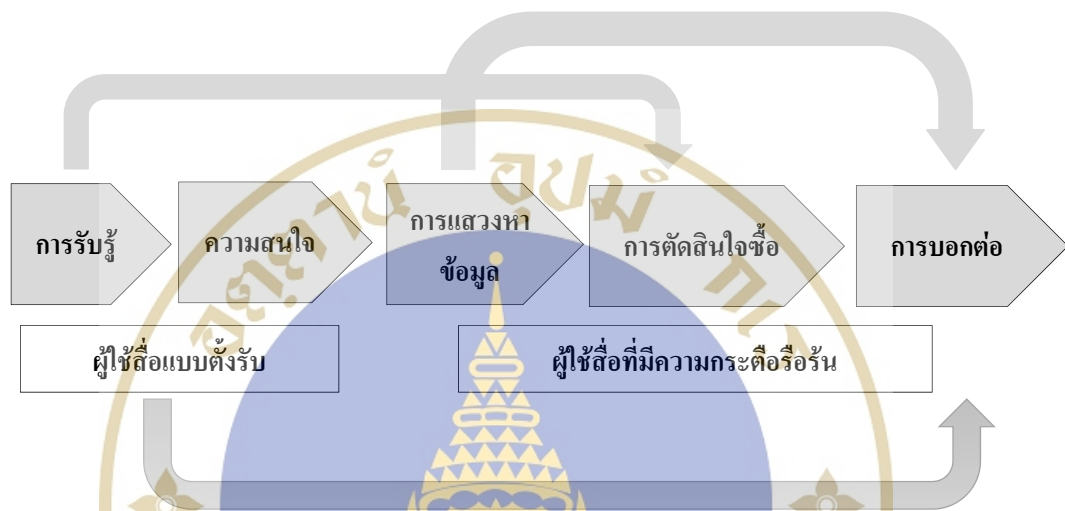 การรับรู้
ความสนใจ
การแสวงหา
ข้อมูล
การตัดสินใจซื้อ
การบอกต่อ
ผู้ใช้สื่อแบบตั้งรับ
ผู้ใช้สื่อที่มีความกระตือรือร้น